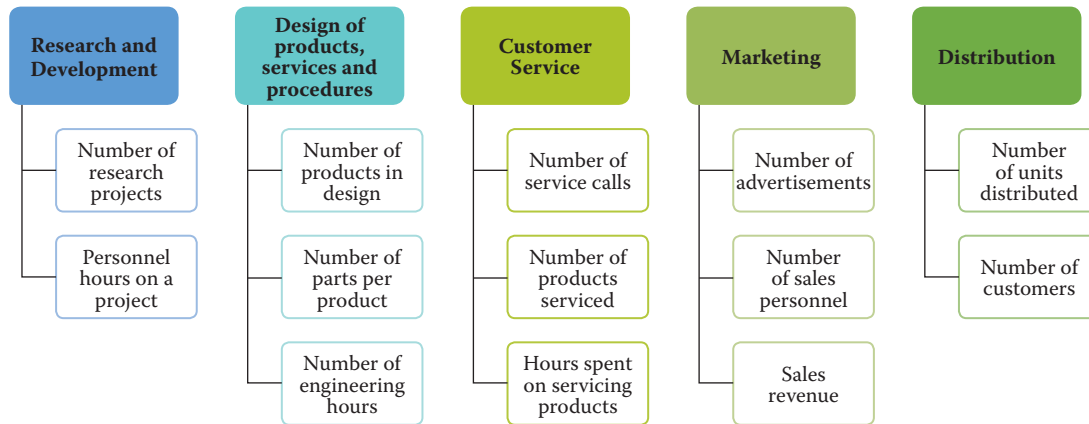 Research and
Development
Number of
research
projects
Personnel
hours on a
project
Design of
products,
services and
procedures
Number of
products in
design
Number of
parts per
product
Number of
engineering
hours
Customer
Service
Number of
service calls
Number of
products
serviced
Hours spent
on servicing
products
Marketing
Number of
advertisements
Number
of sales
personnel
Sales
revenue
Distribution
Number
of units
distributed
Number of
customers